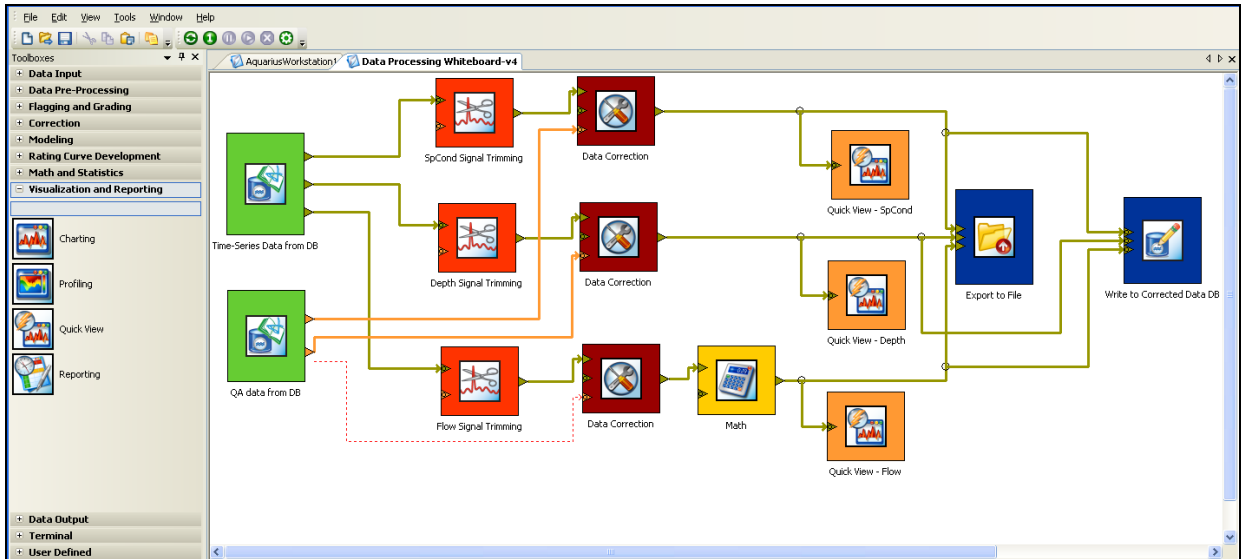 File Edit View Tools Window Help
Toolboxes
AquariusWorkstation1
Data Processing Whiteboard-v4
+ Data Input
+ Data Pre-Processing
+ Flagging and Grading
+ Correction
+ Modeling
+ Rating Curve Development
+ Math and Statistics
- Visualization and Reporting
Charting
Profiling
Quick View
Reporting
+ Data Output
+ Terminal
+ User Defined
SpCond Signal Trimming
Data Correction
Quick View - SpCond
Time-Series Data from DB
Depth Signal Trimming
Data Correction
Export to File
Write to Corrected Data DB
Quick View - Depth
QA data from DB
Flow Signal Trimming
Data Correction
Math
Quick View - Flow